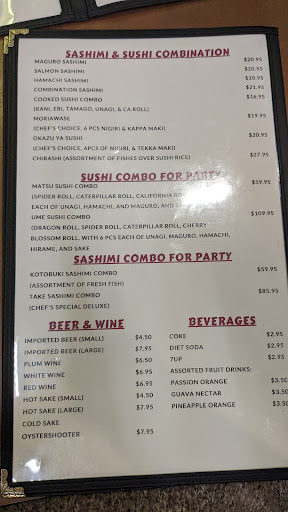 SASHIMI & SUSHI COMBINATION
MAGURO SASHIMI $20.95
SALMON SASHIMI $20.95
HAMACHI SASHIMI $20.95
COMBINATION SASHIMI $21.95
COOKED SUSHI COMBO $16.95
(KANI, EBI, TAMAGO, UNAGI, & CA ROLL)
MORIAWASE $19.95
(CHEF'S CHOICE, 6 PCS NIGIRI & KAPPA MAKI)
OKAZU YA SUSHI $20.95
(CHEF'S CHOICE, 6PCS OF NIGIRI, & TEKKA MAKI)
CHIRASHI (ASSORTMENT OF FISHES OVER SUSHI RICE) $27.95
SUSHI COMBO FOR PARTY
MATSU SUSHI COMBO $59.95
(SPIDER ROLL, CATERPILLAR ROLL, CALIFORNIA
EACH OF UNAGI, HAMACHI, AND MAGURO, AND
UME SUSHI COMBO $109.95
(DRAGON ROLL, SPIDER ROLL, CATERPILLAR ROLL, CHERRY
BLOSSOM ROLL, WITH 6 PCS EACH OF UNAGI, MAGURO, HAMACHI,
HIRAME, AND SAKE
SASHIMI COMBO FOR PARTY
KOTOBUKI SASHIMI COMBO $59.95
(ASSORTMENT OF FRESH FISH)
TAKE SASHIMI COMBO $85.95
(CHEF'S SPECIAL DELUXE)
BEER & WINE
IMPORTED BEER (SMALL) $4.50
IMPORTED BEER (LARGE) $7.95
PLUM WINE $6.50
WHITE WINE $6.95
RED WINE $6.95
HOT SAKE (SMALL) $4.50
HOT SAKE (LARGE) $7.95
COLD SAKE
OYSTERSHOOTER $7.95
BEVERAGES
COKE $2.95
DIET SODA $2.95
7UP $2.95
ASSORTED FRUIT DRINKS:
PASSION ORANGE $3.50
GUAVA NECTAR $3.50
PINEAPPLE ORANGE $3.50